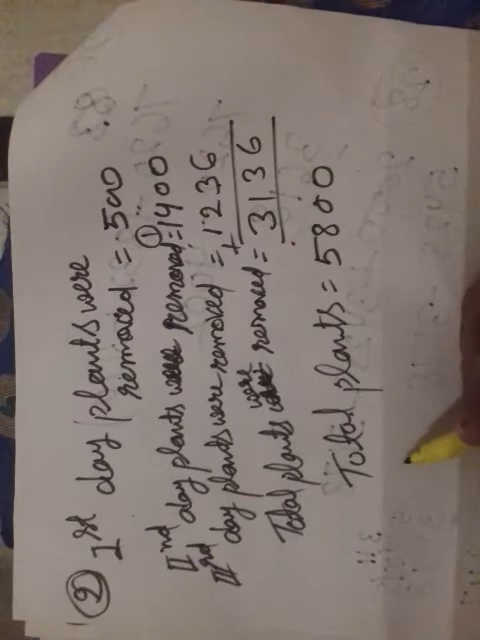 (2) 1st day plants were
removed = 500
IInd day plants were removed = 1400
1
IIIrd day plants were removed = + 1236
Total plants were removed = 3136
Total plants = 5800